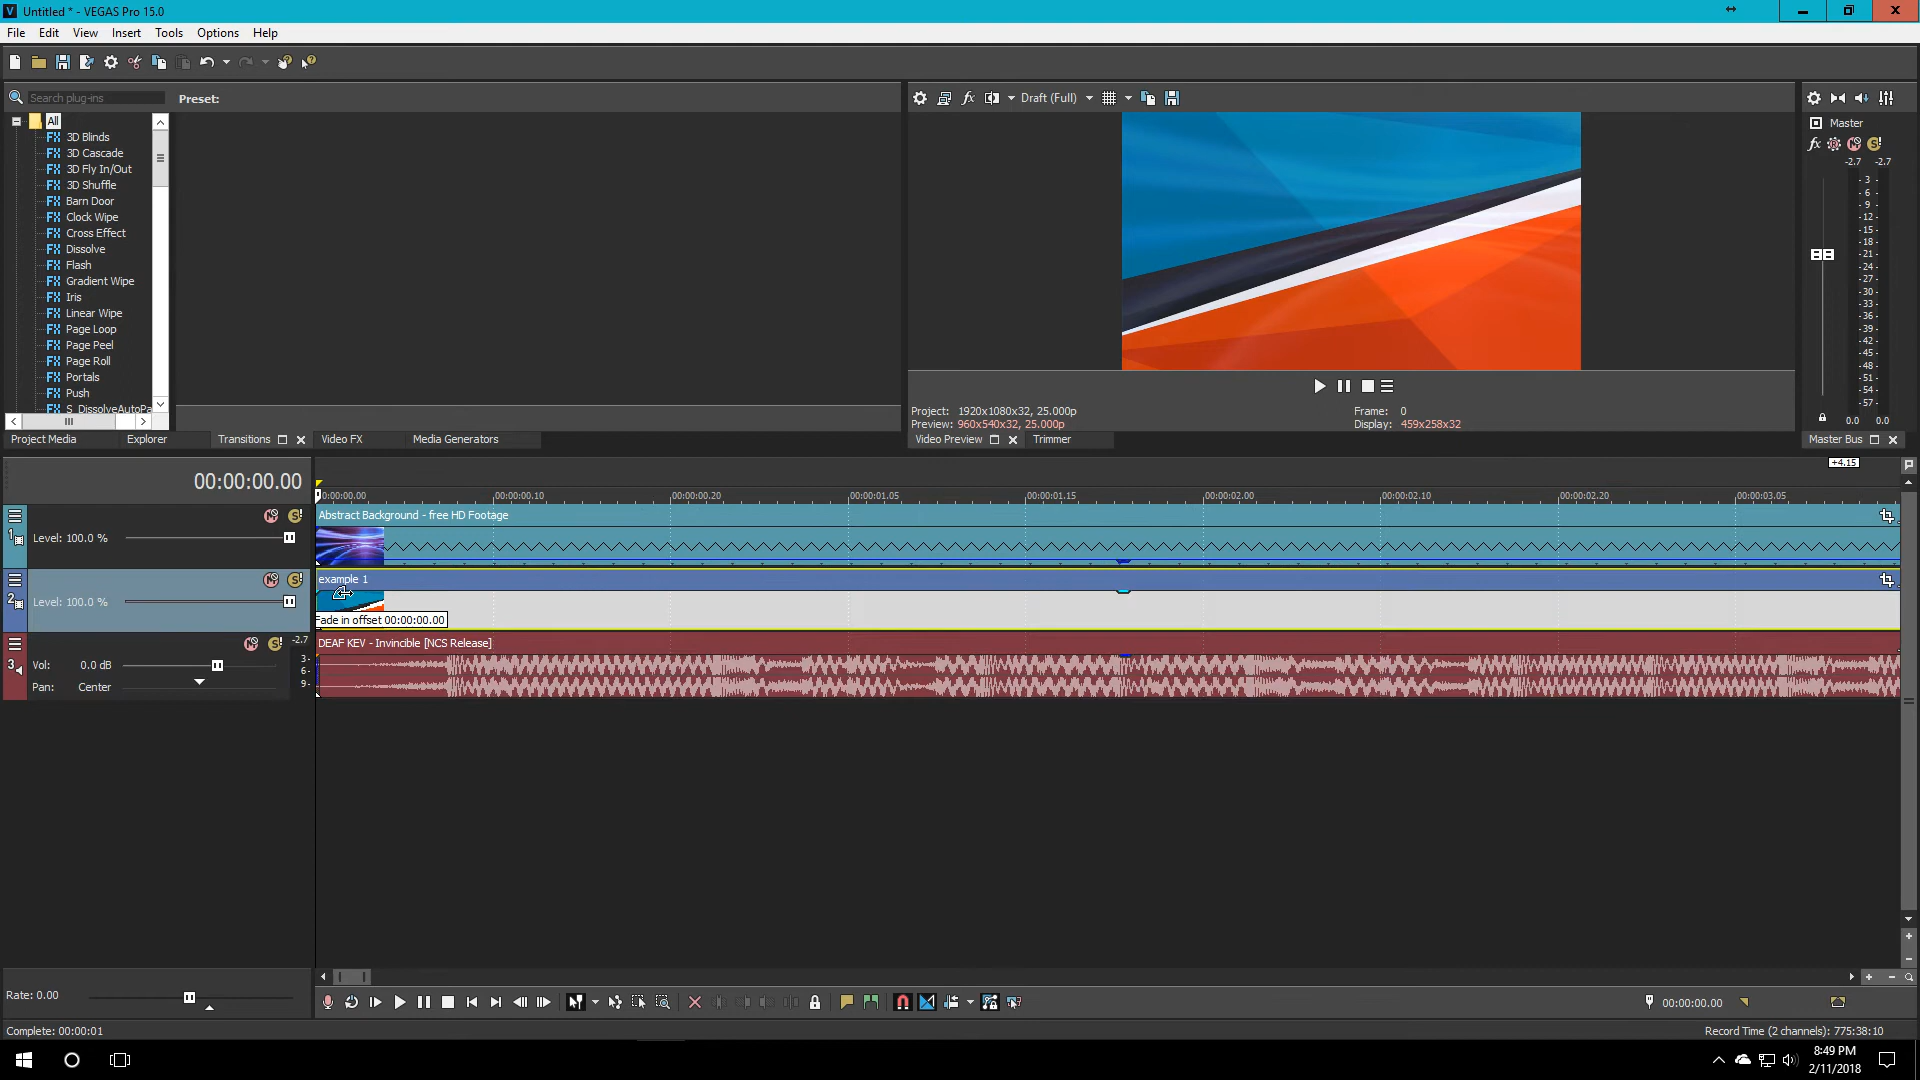 Untitled * - VEGAS Pro 15.0
File Edit View Insert Tools Options Help
Search plug-ins
Preset:
Draft (Full)
All
3D Blinds
3D Cascade
3D Fly In/Out
3D Shuffle
Barn Door
Clock Wipe
Cross Effect
Dissolve
Flash
Gradient Wipe
Iris
Linear Wipe
Page Loop
Page Peel
Page Roll
Portals
Push
S_DissolveAutoPa
Master
-2.7 -2.7
- 3 -
- 6 -
- 9 -
-12-
-15-
-18-
-21-
-24-
-27-
-30-
-33-
-36-
-39-
-42-
-45-
-48-
-51-
-54-
-57-
0.0 0.0
Project: 1920x1080x32, 25.000p
Preview: 960x540x32, 25.000p
Frame: 0
Display: 459x258x32
Project Media Explorer Transitions Video FX Media Generators
Video Preview Trimmer
Master Bus
+4.15
00:00:00.00
00:00:00.00 00:00:00.10 00:00:00.20 00:00:01.05 00:00:01.15 00:00:02.00 00:00:02.10 00:00:02.20 00:00:03.05
Abstract Background - free HD Footage
1
Level: 100.0 %
example 1
2
Level: 100.0 %
Fade in offset 00:00:00.00
DEAF KEV - Invincible [NCS Release]
3
Vol: 0.0 dB
Pan: Center
-2.7
3-
6-
9-
Rate: 0.00
00:00:00.00
Complete: 00:00:01
Record Time (2 channels): 775:38:10
8:49 PM
2/11/2018